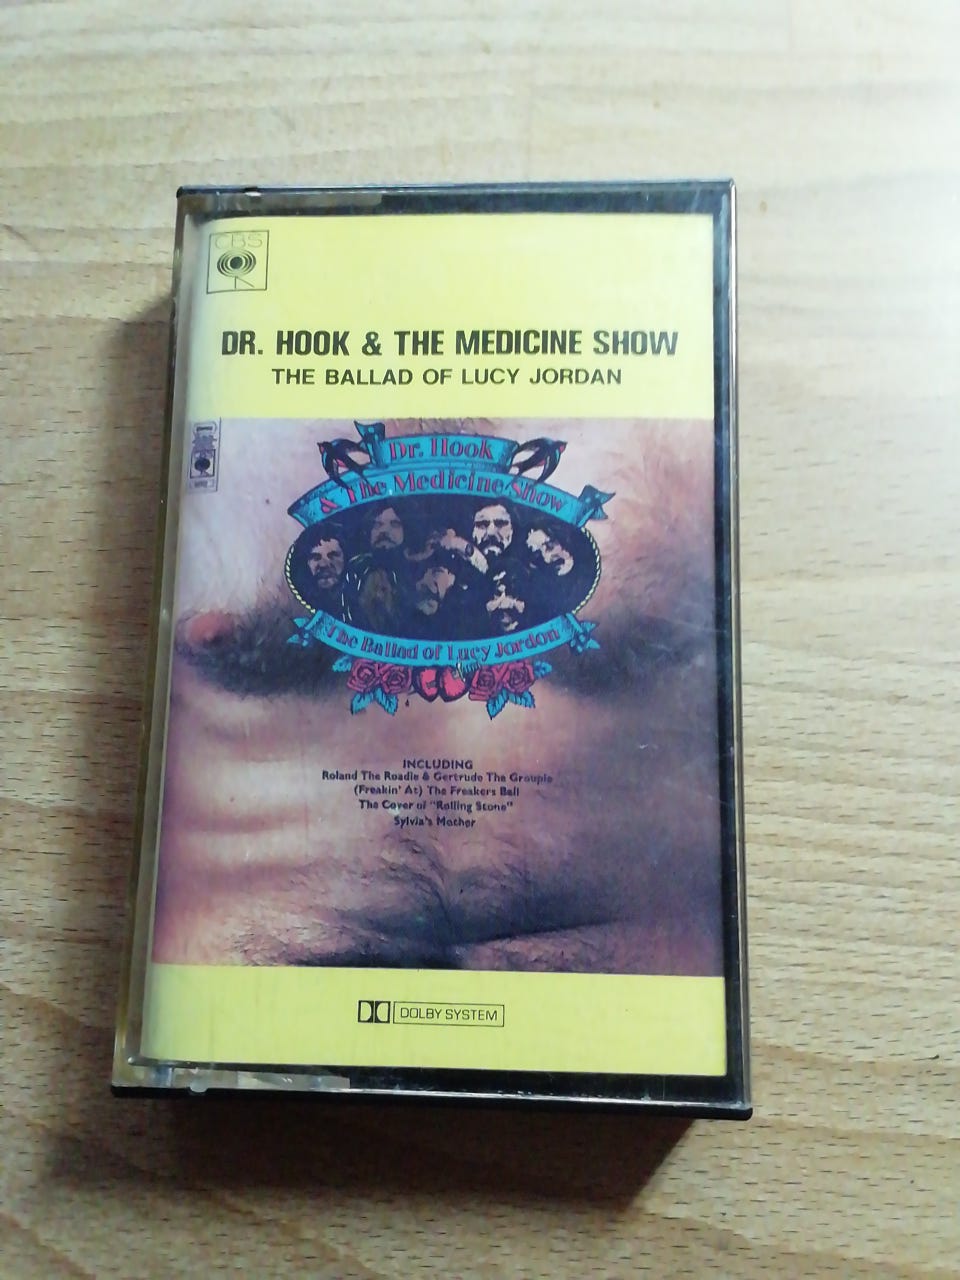 CBS
DR. HOOK & THE MEDICINE SHOW
THE BALLAD OF LUCY JORDAN
Dr. Hook
& The Medicine Show
The Ballad of Lucy Jordon
INCLUDING
Roland The Roadie & Gertrude The Groupie
(Freakin' At) The Freakers Ball
The Cover of "Rolling Stone"
Sylvia's Mother
DOLBY SYSTEM